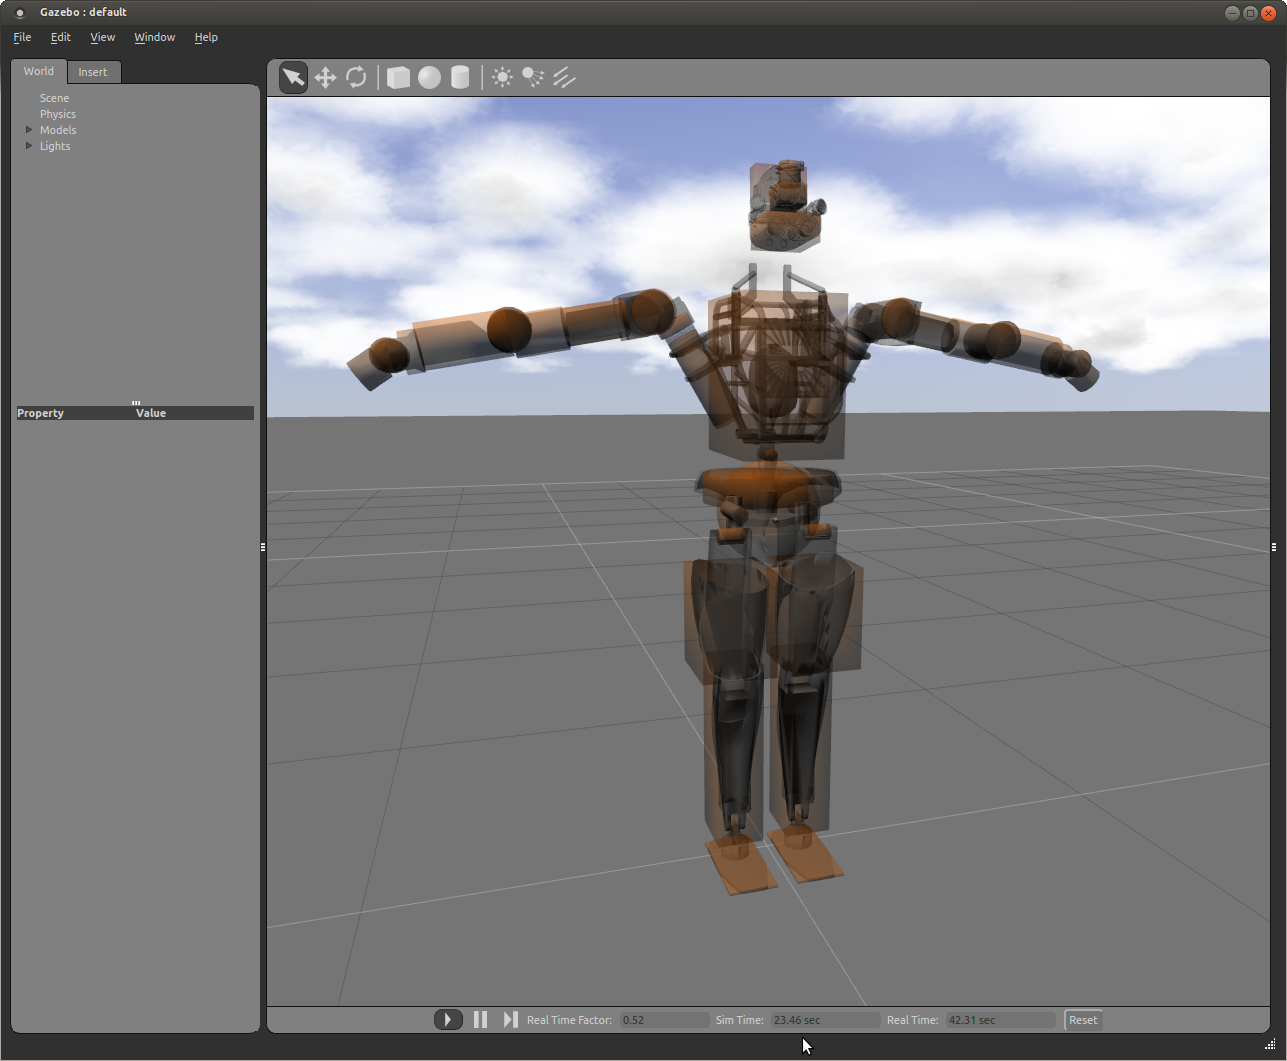 Gazebo : default
File Edit View Window Help
World Insert
Scene
Physics
Models
Lights
Property Value
Real Time Factor: 0.52 Sim Time: 23.46 sec Real Time: 42.31 sec Reset